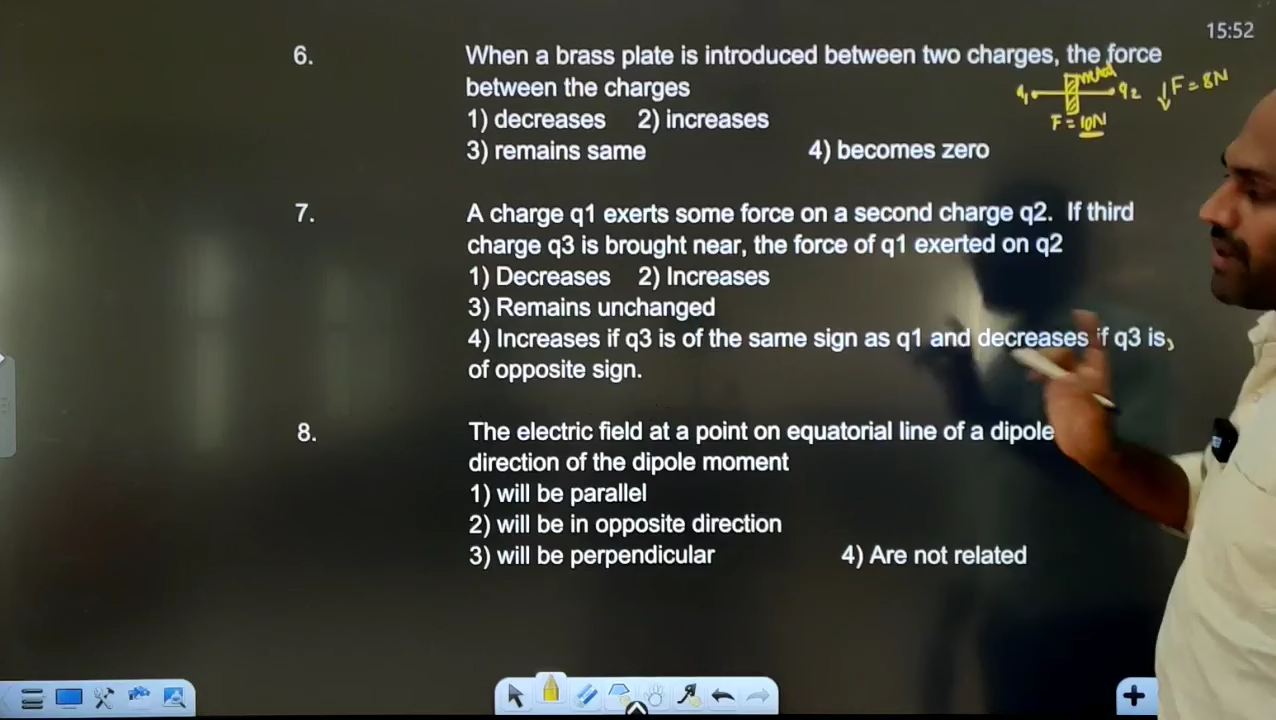 15:52
6. When a brass plate is introduced between two charges, the force
between the charges
1) decreases 2) increases
3) remains same 4) becomes zero
metal
q1 q2 ↓F = 8N
F = 10N
7. A charge q1 exerts some force on a second charge q2. If third
charge q3 is brought near, the force of q1 exerted on q2
1) Decreases 2) Increases
3) Remains unchanged
4) Increases if q3 is of the same sign as q1 and decreases if q3 is
of opposite sign.
8. The electric field at a point on equatorial line of a dipole
direction of the dipole moment
1) will be parallel
2) will be in opposite direction
3) will be perpendicular 4) Are not related